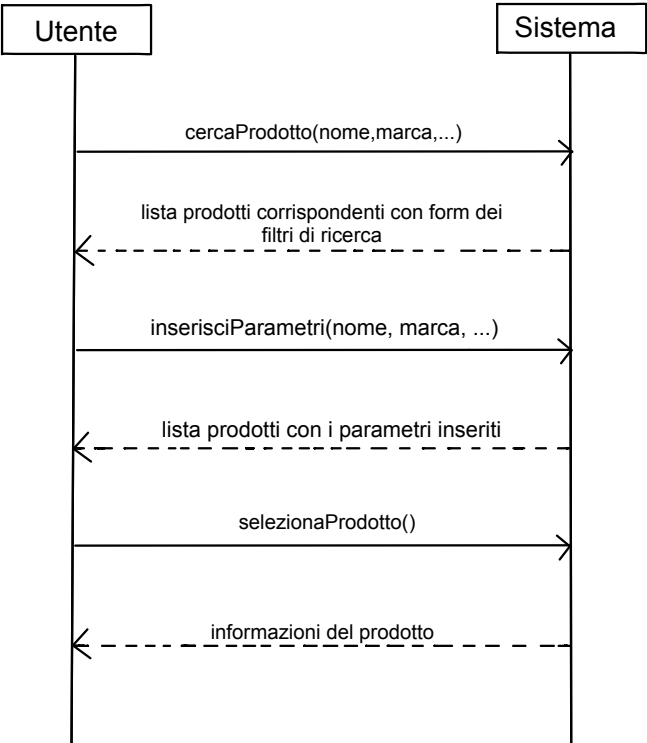 Utente
Sistema
cercaProdotto(nome,marca,...)
lista prodotti corrispondenti con form dei
filtri di ricerca
inserisciParametri(nome, marca, ...)
lista prodotti con i parametri inseriti
selezionaProdotto()
informazioni del prodotto